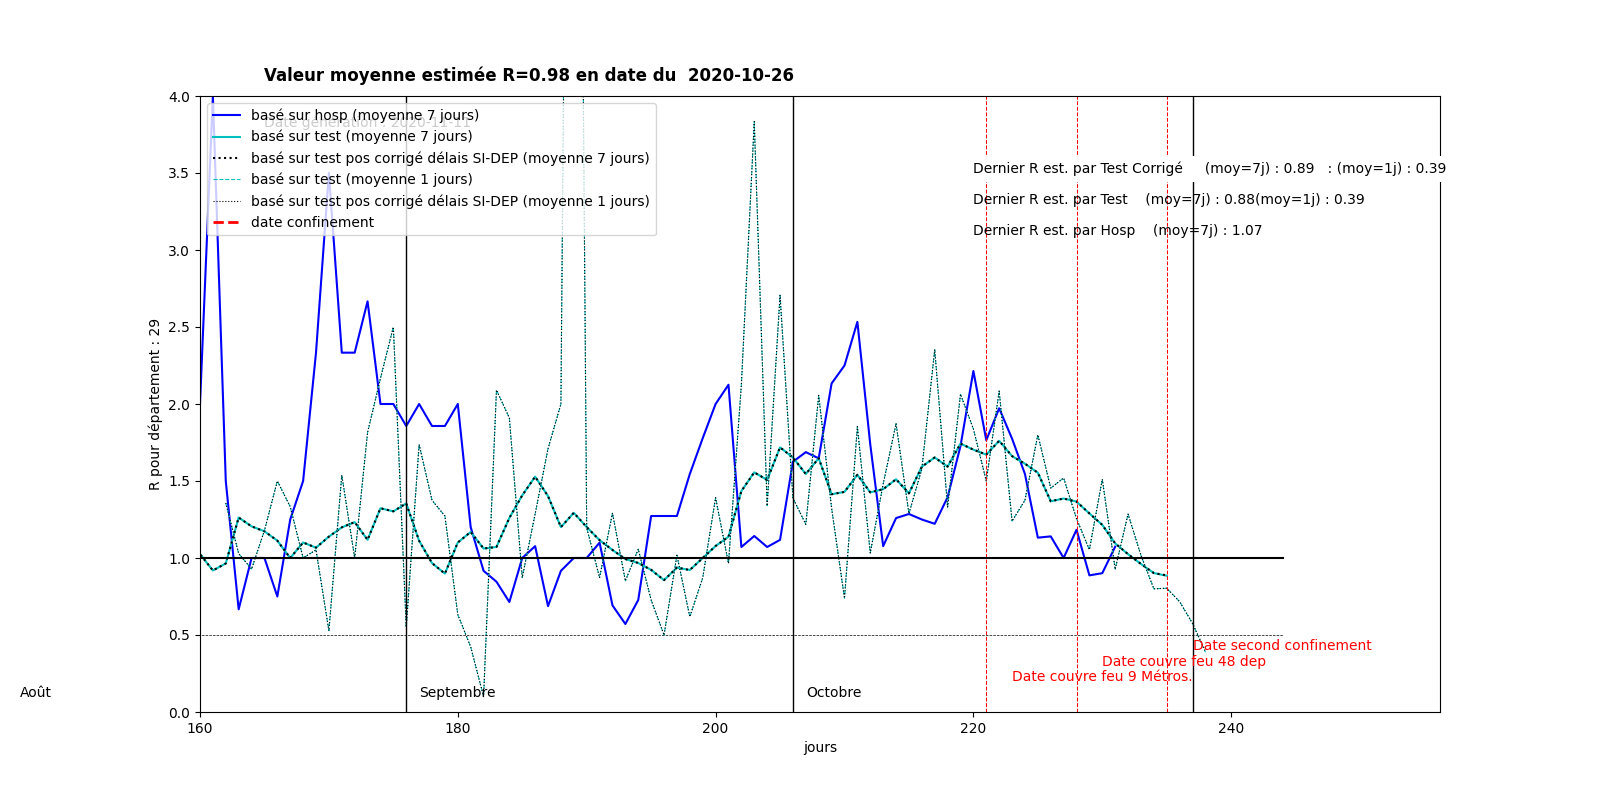 Valeur moyenne estimée R=0.98 en date du  2020-10-26
Date génération : 2020-11-11
basé sur hosp (moyenne 7 jours)
basé sur test (moyenne 7 jours)
basé sur test pos corrigé délais SI-DEP (moyenne 7 jours)
basé sur test (moyenne 1 jours)
basé sur test pos corrigé délais SI-DEP (moyenne 1 jours)
date confinement
Dernier R est. par Test Corrigé     (moy=7j) : 0.89   : (moy=1j) : 0.39
Dernier R est. par Test    (moy=7j) : 0.88(moy=1j) : 0.39
Dernier R est. par Hosp    (moy=7j) : 1.07
R pour département : 29
4.0
3.5
3.0
2.5
2.0
1.5
1.0
0.5
0.0
Date second confinement
Date couvre feu 48 dep
Date couvre feu 9 Métros.
Août
Septembre
Octobre
160
180
200
220
240
jours